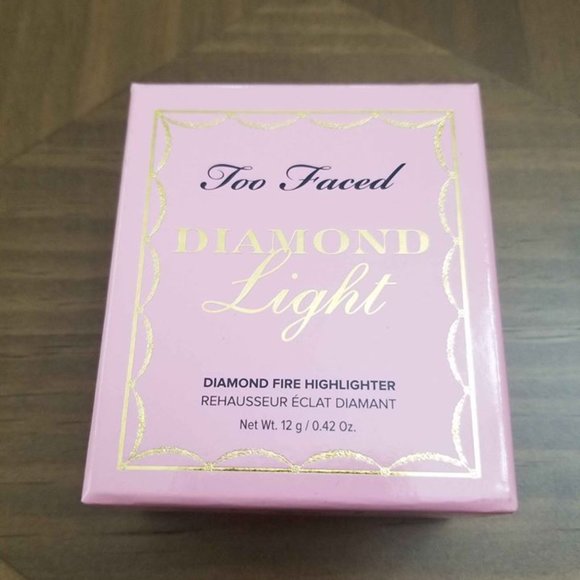 Too Faced
DIAMOND
Light
DIAMOND FIRE HIGHLIGHTER
REHAUSSEUR ÉCLAT DIAMANT
Net Wt. 12 g / 0.42 Oz.